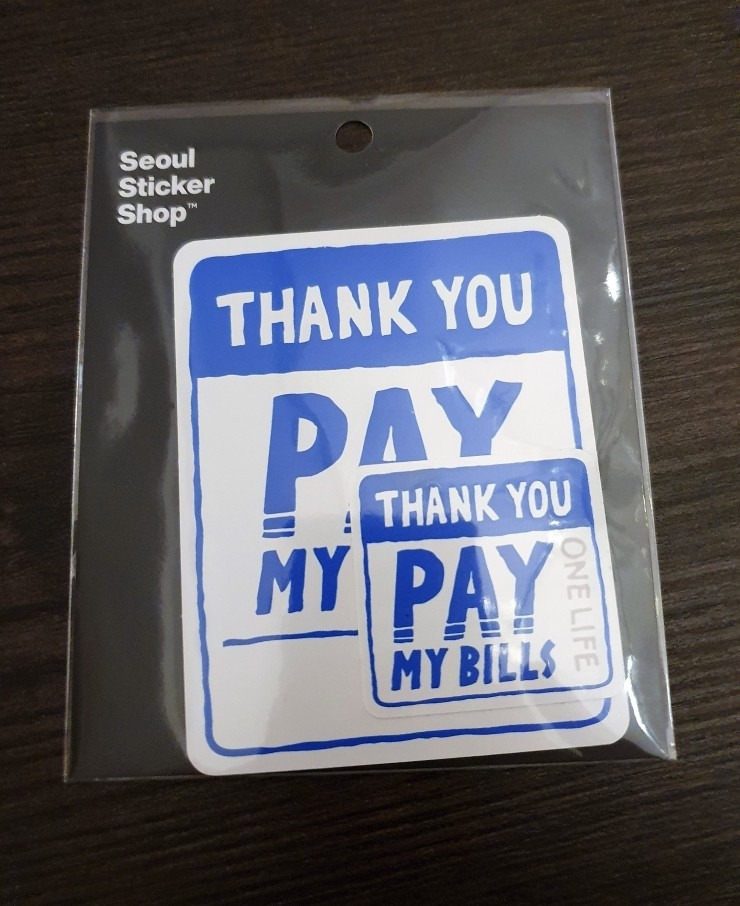 Seoul
Sticker
Shop™
THANK YOU
PAY
MY
THANK YOU
PAY
MY BILLS
ONE LIFE